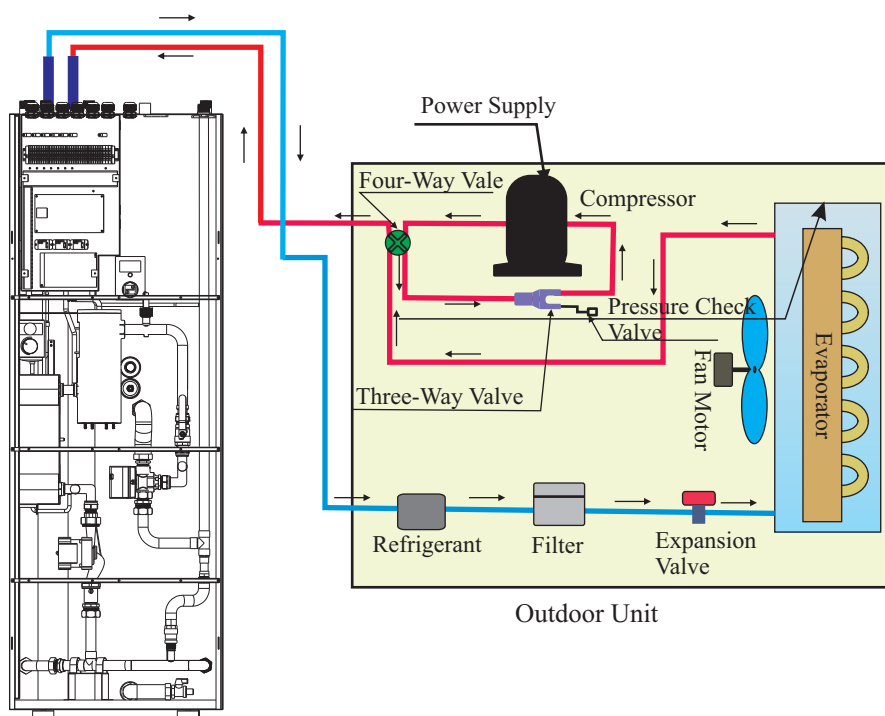 Power Supply
Four-Way Vale
Compressor
Pressure Check
Valve
Three-Way Valve
Fan Motor
Evaporator
Refrigerant
Filter
Expansion
Valve
Outdoor Unit